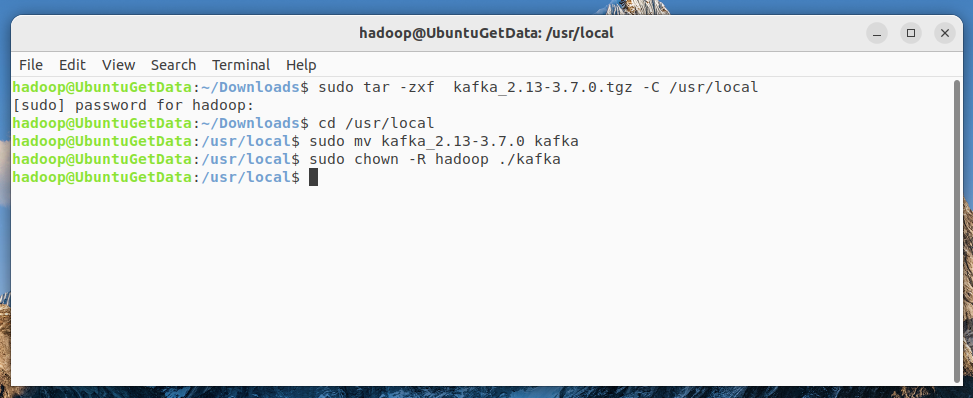 hadoop@UbuntuGetData: /usr/local
File Edit View Search Terminal Help
hadoop@UbuntuGetData:~/Downloads$ sudo tar -zxf  kafka_2.13-3.7.0.tgz -C /usr/local
[sudo] password for hadoop:
hadoop@UbuntuGetData:~/Downloads$ cd /usr/local
hadoop@UbuntuGetData:/usr/local$ sudo mv kafka_2.13-3.7.0 kafka
hadoop@UbuntuGetData:/usr/local$ sudo chown -R hadoop ./kafka
hadoop@UbuntuGetData:/usr/local$